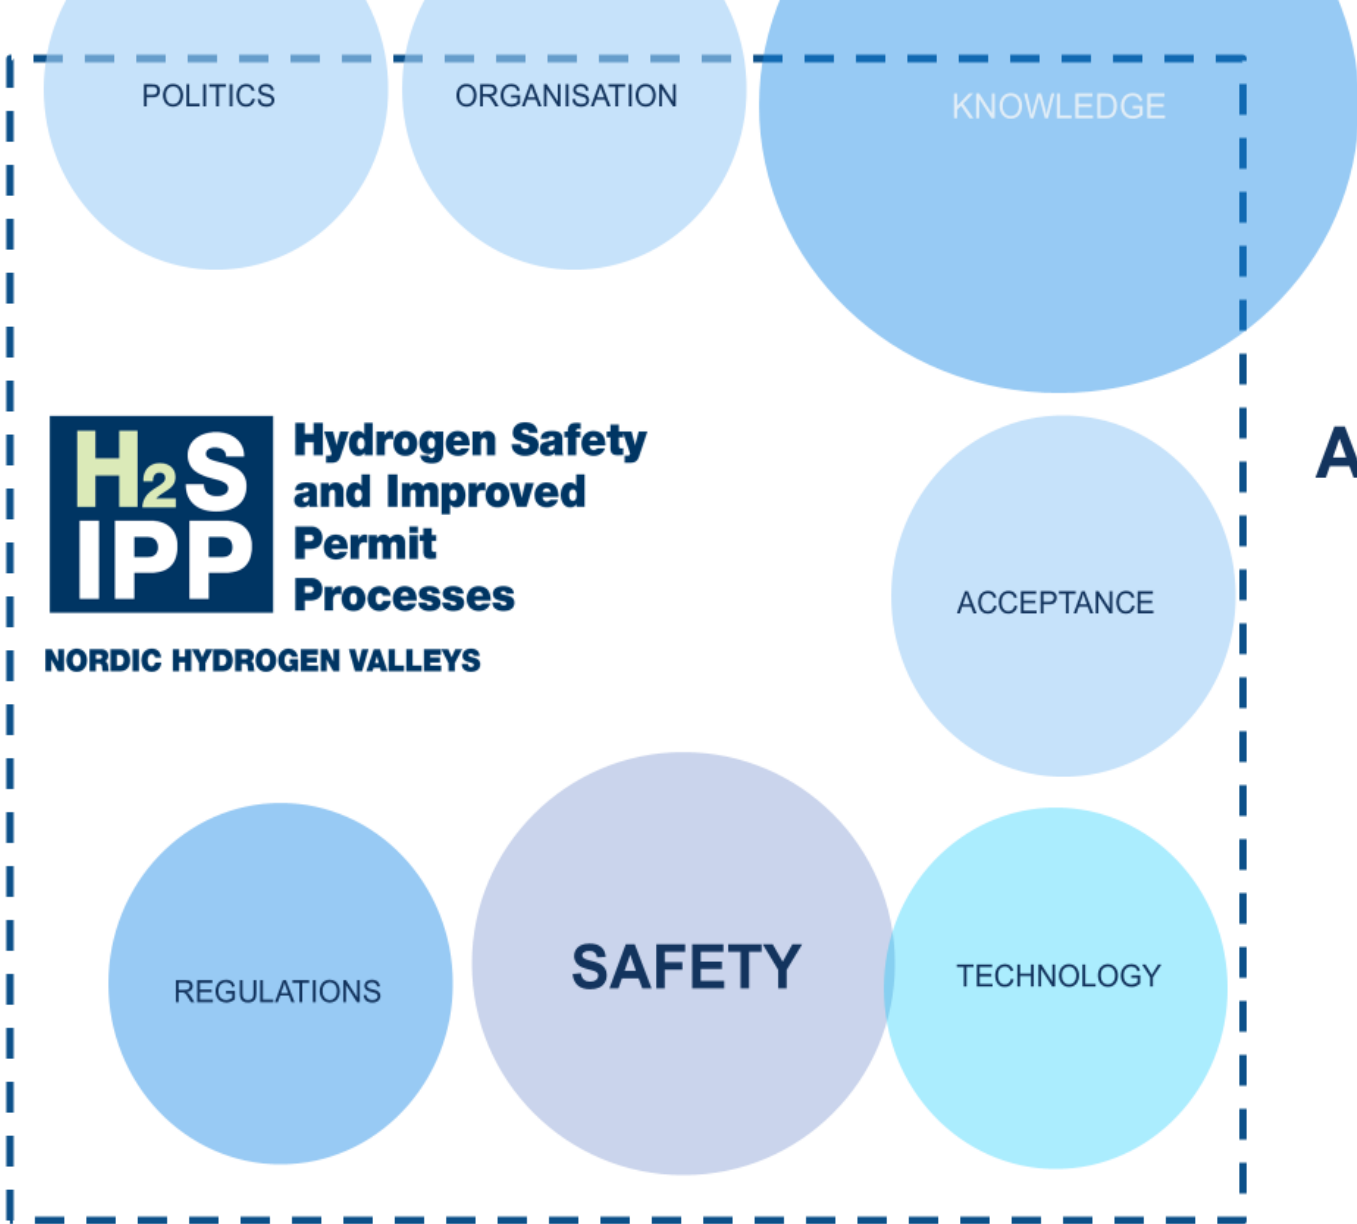 POLITICS
ORGANISATION
KNOWLEDGE
H2S
IPP
Hydrogen Safety
and Improved
Permit
Processes
NORDIC HYDROGEN VALLEYS
ACCEPTANCE
REGULATIONS
SAFETY
TECHNOLOGY